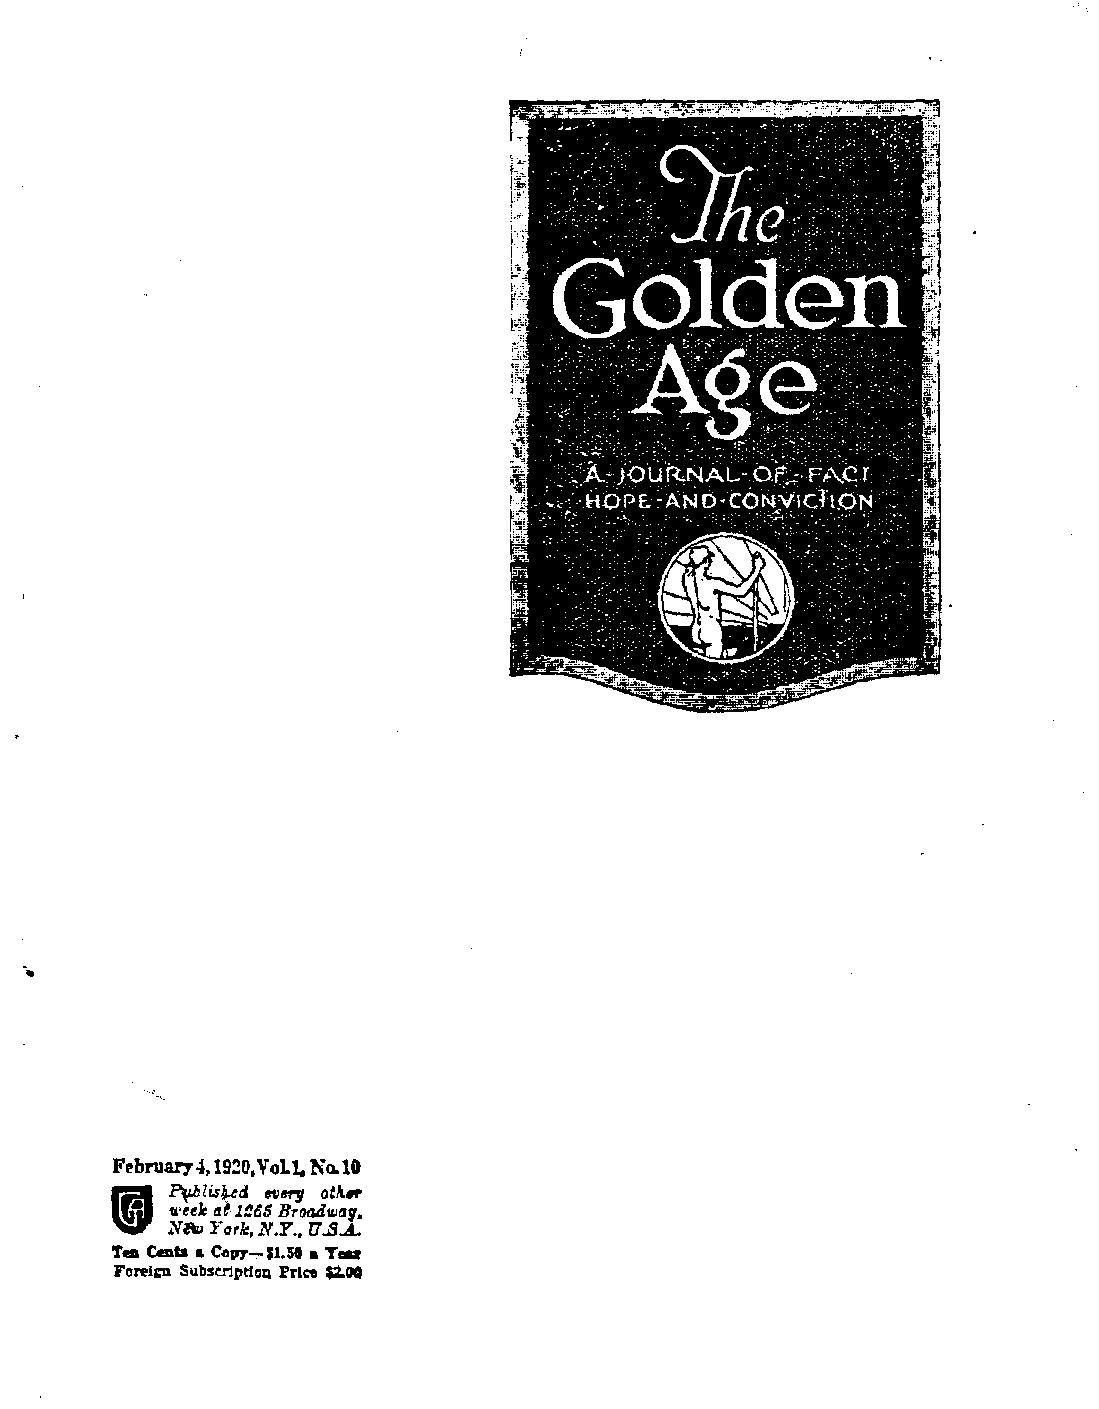 The
Golden
Age
A-JOURNAL-OF-FACT
HOPE-AND-CONVICTION
February 4, 1920, Vol. 1, No. 10
Published every other
week at 1265 Broadway,
New York, N.Y., U.S.A.
Ten Cents a Copy—$1.50 a Year
Foreign Subscription Price $2.00